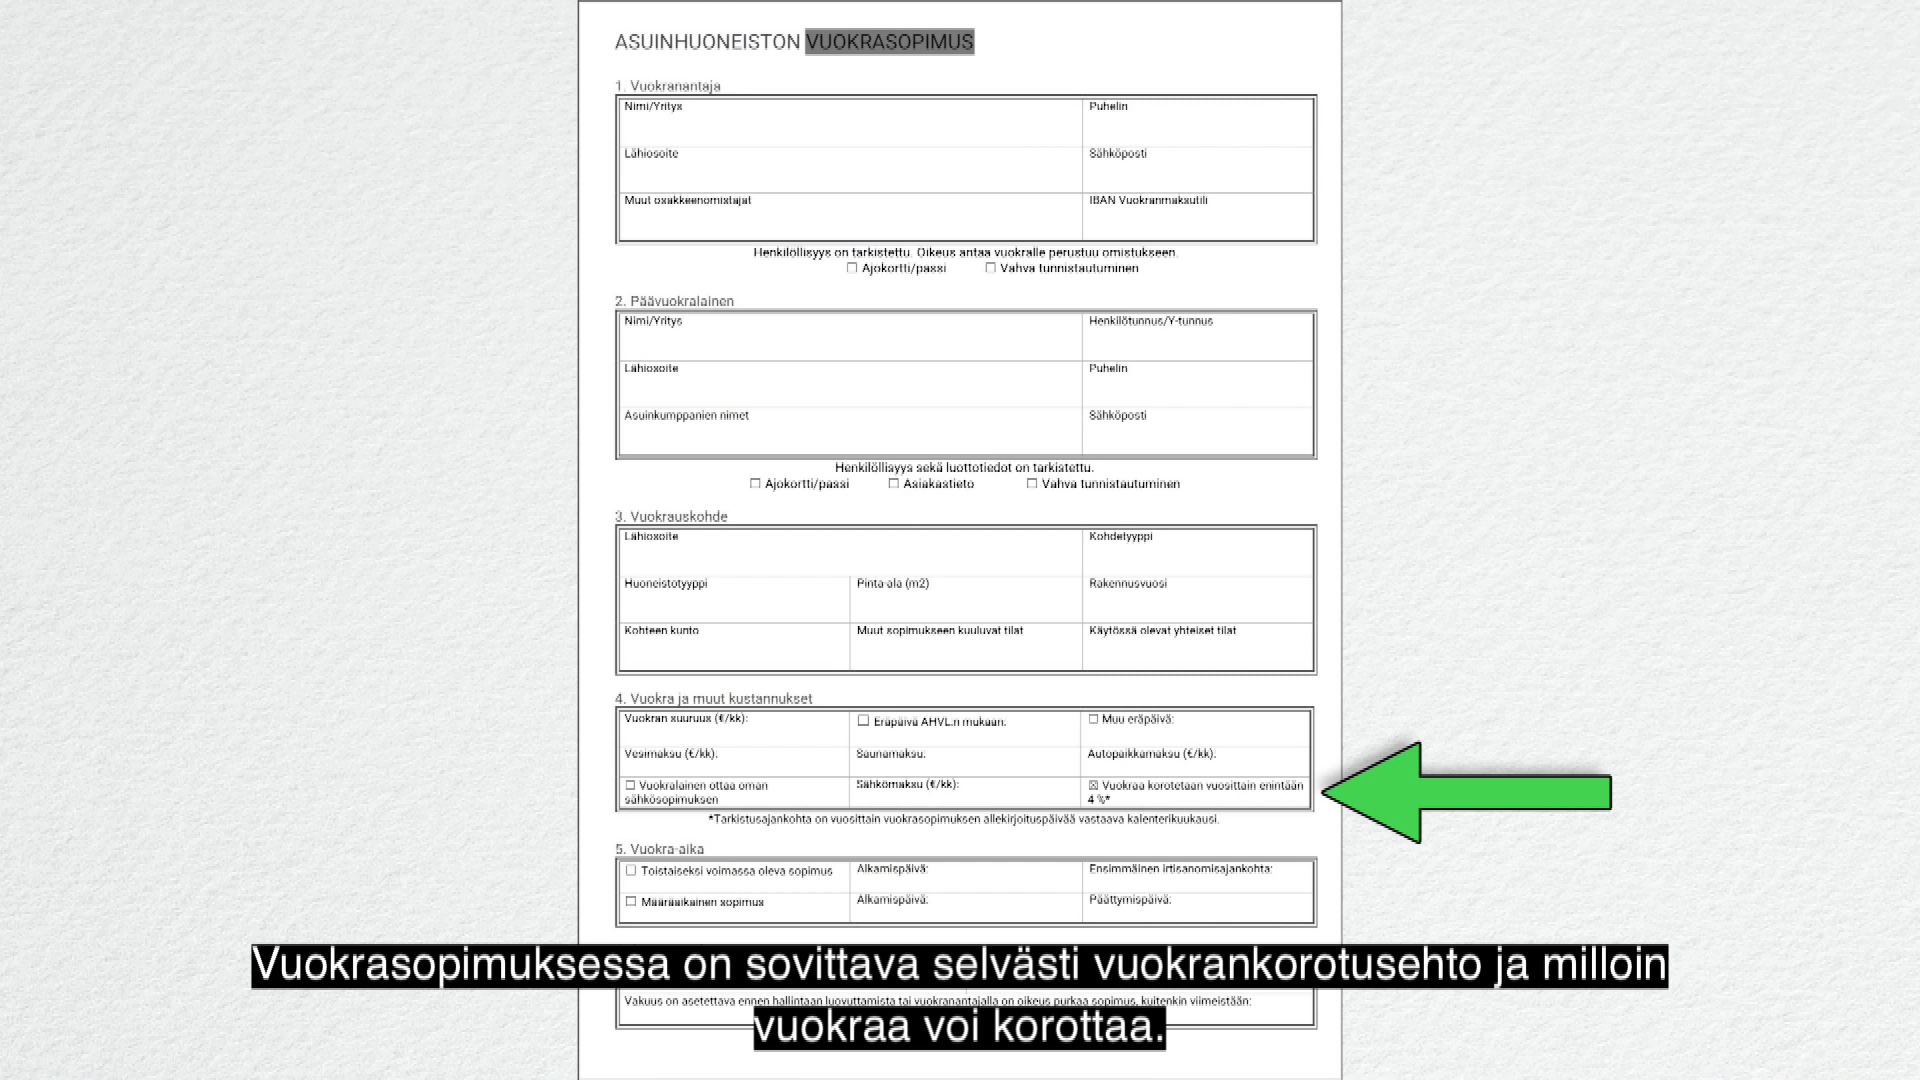 ASUINHUONEISTON VUOKRASOPIMUS
1. Vuokranantaja
Nimi/Yritys
Puhelin
Lähiosoite
Sähköposti
Muut osakkeenomistajat
IBAN Vuokranmaksutili
Henkilöllisyys on tarkistettu. Oikeus antaa vuokralle perustuu omistukseen.
☐ Ajokortti/passi ☐ Vahva tunnistautuminen
2. Päävuokralainen
Nimi/Yritys
Henkilötunnus/Y-tunnus
Lähiosoite
Puhelin
Asuinkumppanien nimet
Sähköposti
Henkilöllisyys sekä luottotiedot on tarkistettu.
☐ Ajokortti/passi ☐ Asiakastieto ☐ Vahva tunnistautuminen
3. Vuokrauskohde
Lähiosoite
Kohdetyyppi
Huoneistotyyppi
Pinta-ala (m2)
Rakennusvuosi
Kohteen kunto
Muut sopimukseen kuuluvat tilat
Käytössä olevat yhteiset tilat
4. Vuokra ja muut kustannukset
Vuokran suuruus (€/kk):
☐ Eräpäivä AHVL:n mukaan:
☐ Muu eräpäivä:
Vesimaksu (€/kk):
Saunamaksu:
Autopaikkamaksu (€/kk):
☐ Vuokralainen ottaa oman
sähkösopimuksen
Sähkömaksu (€/kk):
☒ Vuokraa korotetaan vuosittain enintään
4 %*
*Tarkistusajankohta on vuosittain vuokrasopimuksen allekirjoituspäivää vastaava kalenterikuukausi.
5. Vuokra-aika
☐ Toistaiseksi voimassa oleva sopimus
Alkamispäivä:
Ensimmäinen irtisanomisajankohta:
☐ Määräaikainen sopimus
Alkamispäivä:
Päättymispäivä:
Vuokrasopimuksessa on sovittava selvästi vuokrankorotusehto ja milloin
Vakuus on asetettava ennen hallintaan luovuttamista tai vuokranantajalla on oikeus purkaa sopimus, kuitenkin viimeistään:
vuokraa voi korottaa.